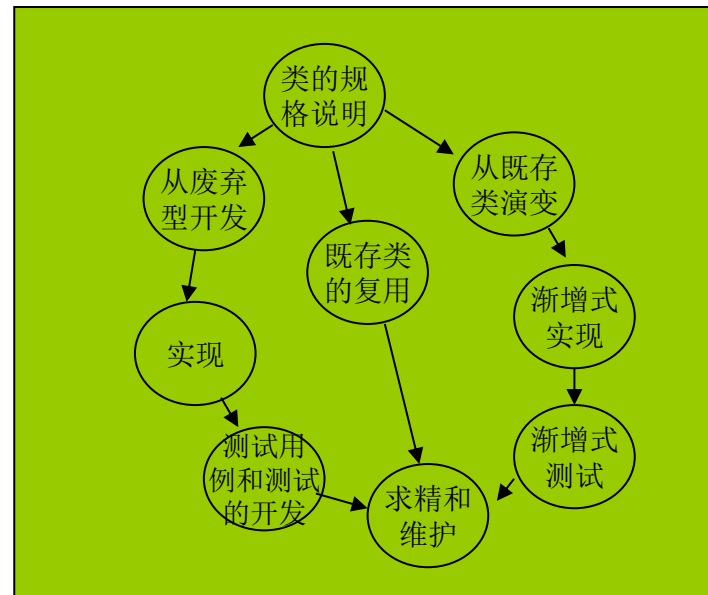 类的规
格说明
从废弃
型开发
从既存
类演变
既存类
的复用
渐增式
实现
实现
测试用
例和测试
的开发
渐增式
测试
求精和
维护